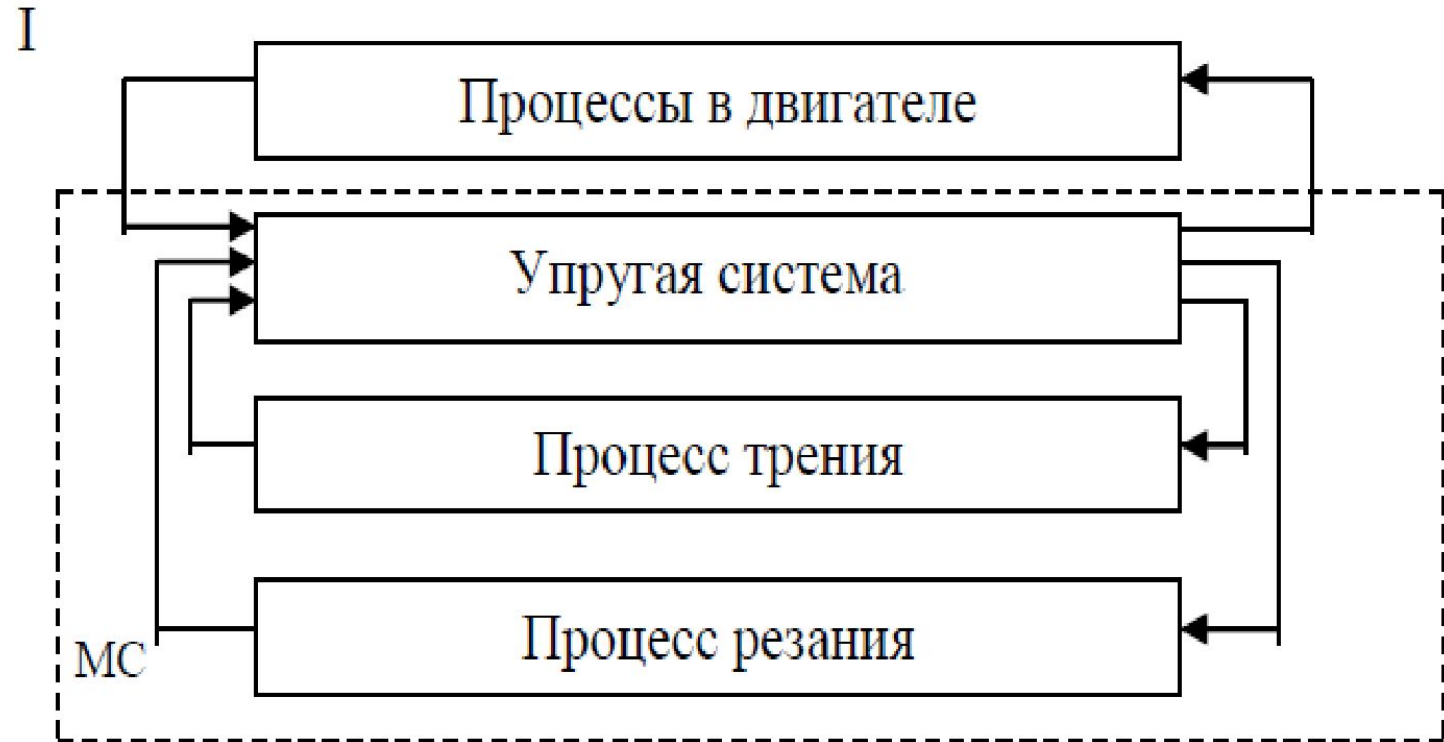 I
Процессы в двигателе
Упругая система
Процесс трения
Процесс резания
МС